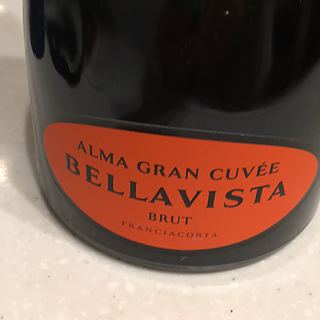 ALMA GRAN CUVÉE
BELLAVISTA
BRUT
FRANCIACORTA